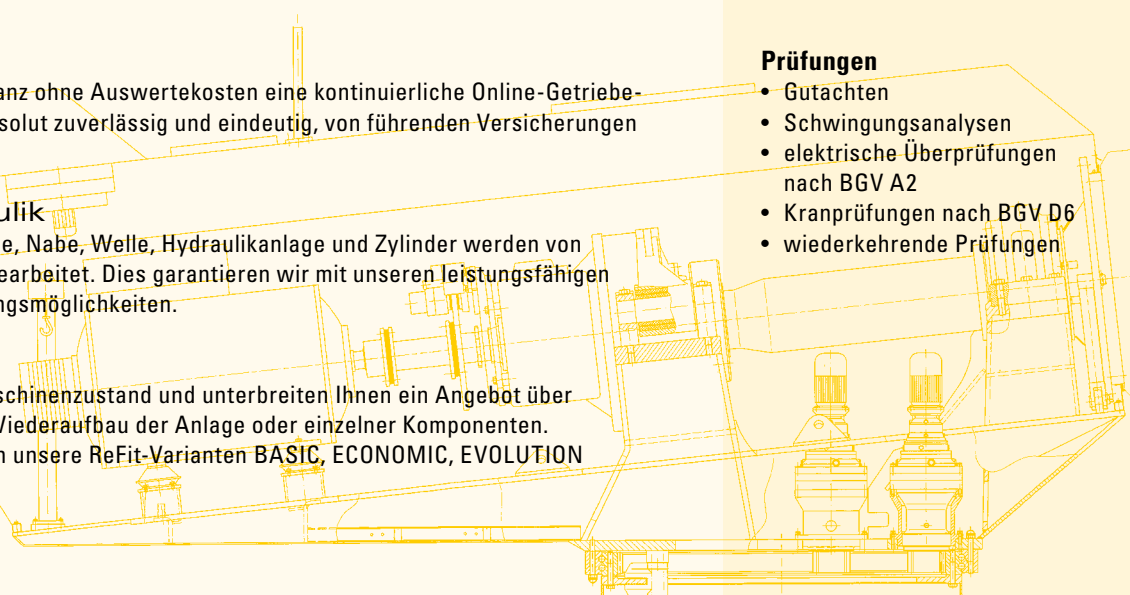 anz ohne Auswertekosten eine kontinuierliche Online-Getriebe-
solut zuverlässig und eindeutig, von führenden Versicherungen
ulik
e, Nabe, Welle, Hydraulikanlage und Zylinder werden von
earbeitet. Dies garantieren wir mit unseren leistungsfähigen
ngsmöglichkeiten.
schinenzustand und unterbreiten Ihnen ein Angebot über
Wiederaufbau der Anlage oder einzelner Komponenten.
n unsere ReFit-Varianten BASIC, ECONOMIC, EVOLUTION
Prüfungen
• Gutachten
• Schwingungsanalysen
• elektrische Überprüfungen
nach BGV A2
• Kranprüfungen nach BGV D6
• wiederkehrende Prüfungen